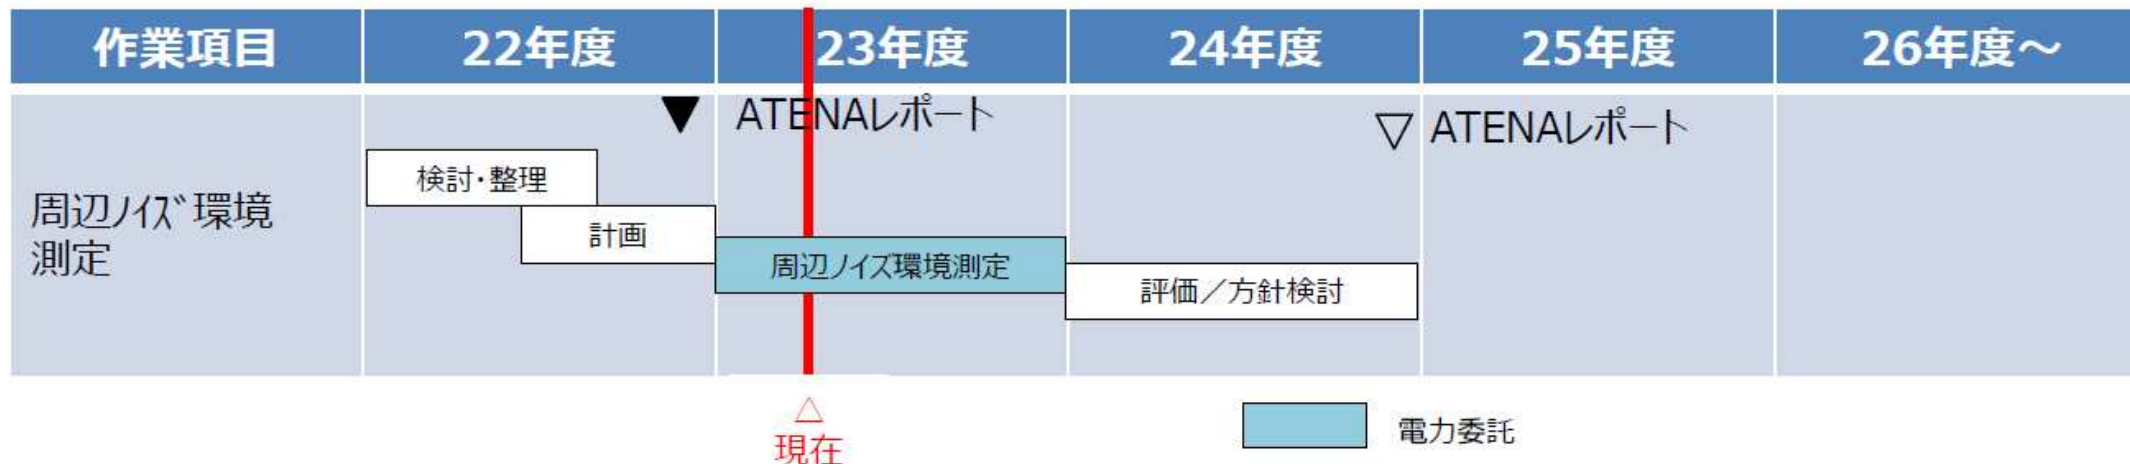 作業項目 22年度 23年度 24年度 25年度 26年度～
▼ ATENAレポート ▽ ATENAレポート
検討・整理
周辺ﾉｲｽﾞ環境
測定
計画
周辺ノイズ環境測定
評価／方針検討
△
現在
電力委託